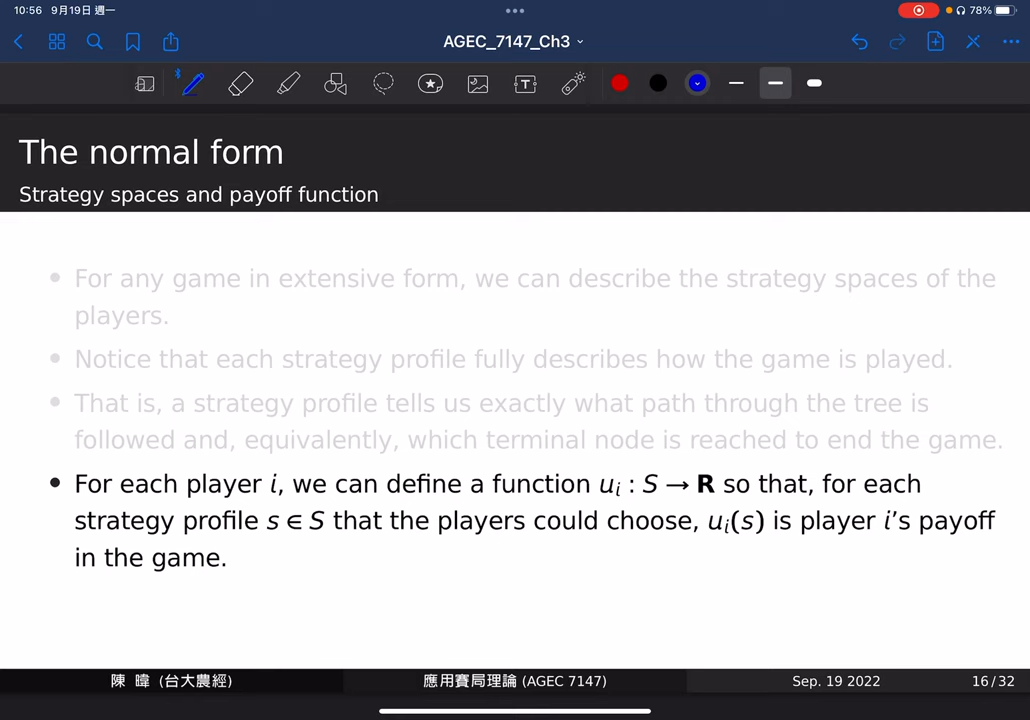 10:56 9月19日 週一
78%
AGEC_7147_Ch3
The normal form
Strategy spaces and payoff function
• For any game in extensive form, we can describe the strategy spaces of the
players.
• Notice that each strategy profile fully describes how the game is played.
• That is, a strategy profile tells us exactly what path through the tree is
followed and, equivalently, which terminal node is reached to end the game.
• For each player i, we can define a function uᵢ : S → R so that, for each
strategy profile s ∈ S that the players could choose, uᵢ(s) is player i’s payoff
in the game.
陳 暐 (台大農經) 應用賽局理論 (AGEC 7147) Sep. 19 2022 16/32